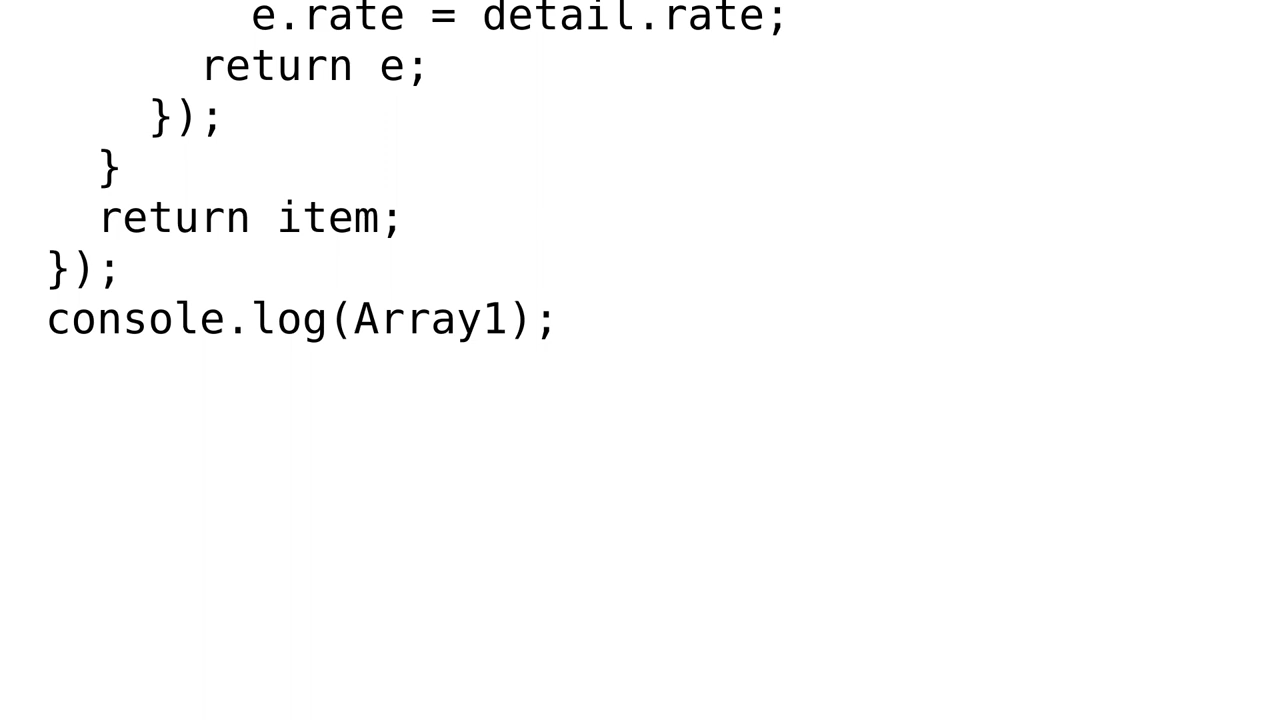 e.rate = detail.rate;
      return e;
    });
  }
  return item;
});
console.log(Array1);